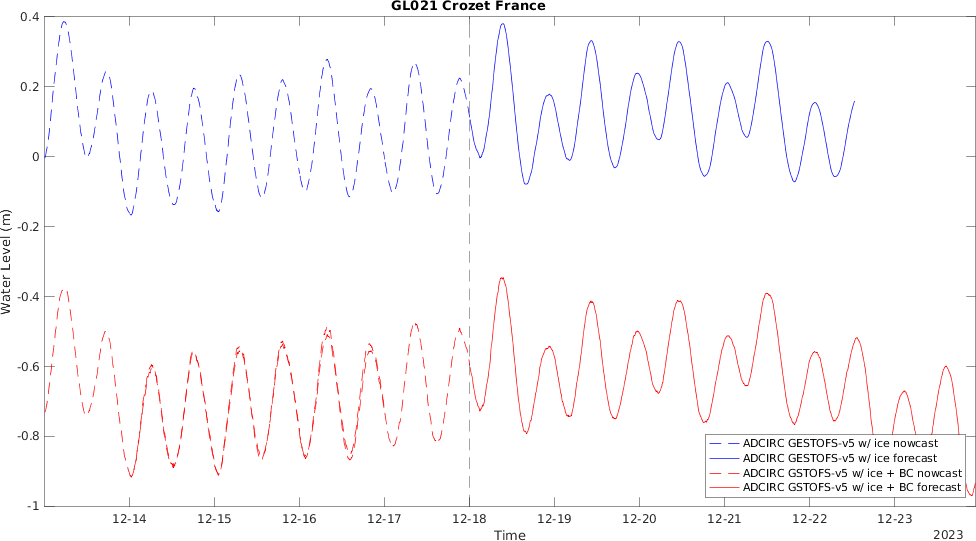 GL021 Crozet France
0.4
0.2
0
-0.2
-0.4
-0.6
-0.8
-1
Water Level (m)
12-14 12-15 12-16 12-17 12-18 12-19 12-20 12-21 12-22 12-23
Time
2023
ADCIRC GESTOFS-v5 w/ ice nowcast
ADCIRC GESTOFS-v5 w/ ice forecast
ADCIRC GSTOFS-v5 w/ ice + BC nowcast
ADCIRC GSTOFS-v5 w/ ice + BC forecast